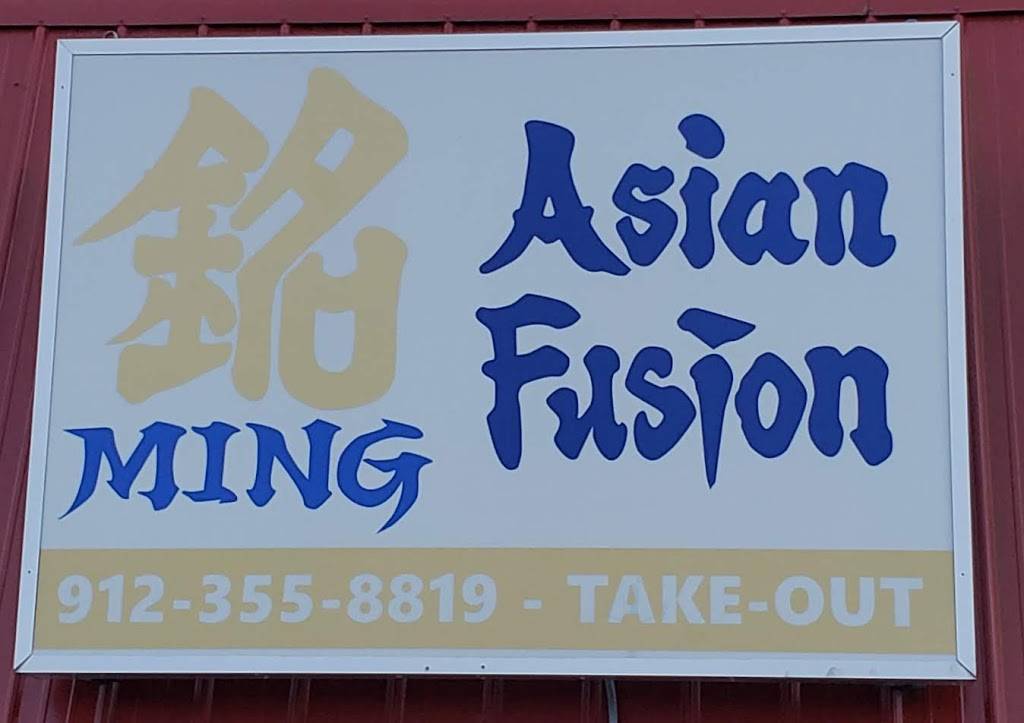 銘
MING
Asian
Fusion
912-355-8819 - TAKE-OUT